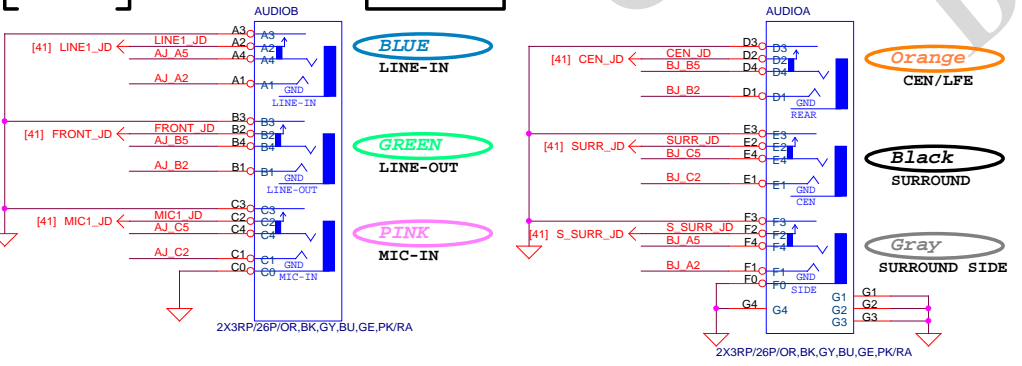 AUDIOB
A3 A3
[41] LINE1_JD LINE1_JD A2 A2
AJ_A5 A4 A4
AJ_A2 A1 A1
GND
LINE-IN
BLUE
LINE-IN
B3 B3
[41] FRONT_JD FRONT_JD B2 B2
AJ_B5 B4 B4
AJ_B2 B1 B1
GND
LINE-OUT
GREEN
LINE-OUT
C3 C3
[41] MIC1_JD MIC1_JD C2 C2
AJ_C5 C4 C4
AJ_C2 C1 C1
GND
C0 C0 MIC-IN
PINK
MIC-IN
2X3RP/26P/OR,BK,GY,BU,GE,PK/RA
AUDIOA
D3 D3
[41] CEN_JD CEN_JD D2 D2
BJ_B5 D4 D4
BJ_B2 D1 D1
GND
REAR
Orange
CEN/LFE
E3 E3
[41] SURR_JD SURR_JD E2 E2
BJ_C5 E4 E4
BJ_C2 E1 E1
GND
CEN
Black
SURROUND
F3 F3
[41] S_SURR_JD S_SURR_JD F2 F2
BJ_A5 F4 F4
BJ_A2 F1 F1
GND
F0 F0 SIDE
Gray
SURROUND SIDE
G4 G4
G1 G1
G2 G2
G3 G3
2X3RP/26P/OR,BK,GY,BU,GE,PK/RA